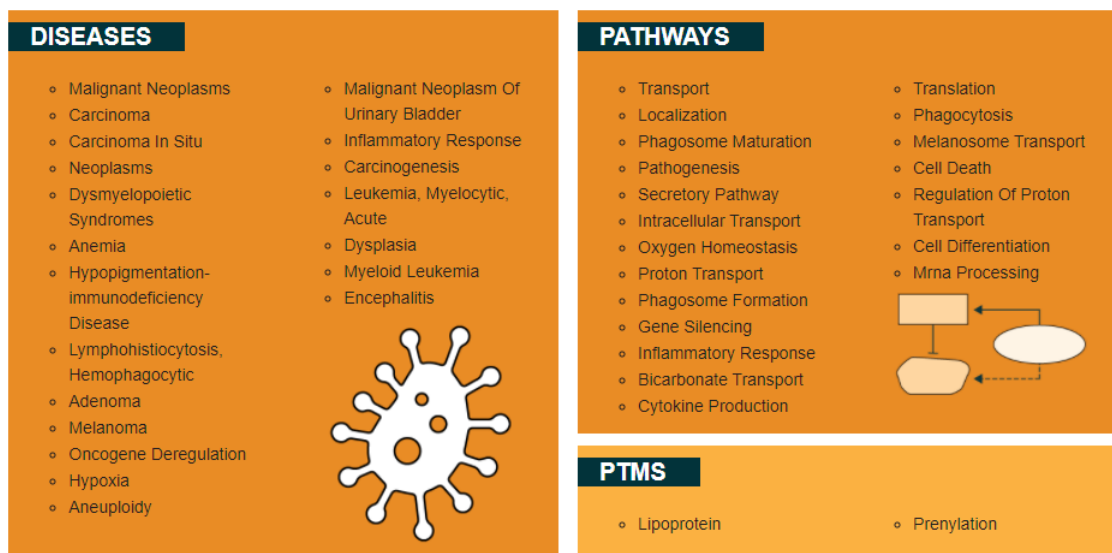 DISEASES
Malignant Neoplasms
Carcinoma
Carcinoma In Situ
Neoplasms
Dysmyelopoietic
Syndromes
Anemia
Hypopigmentation-
immunodeficiency
Disease
Lymphohistiocytosis,
Hemophagocytic
Adenoma
Melanoma
Oncogene Deregulation
Hypoxia
Aneuploidy
Malignant Neoplasm Of
Urinary Bladder
Inflammatory Response
Carcinogenesis
Leukemia, Myelocytic,
Acute
Dysplasia
Myeloid Leukemia
Encephalitis
PATHWAYS
Transport
Localization
Phagosome Maturation
Pathogenesis
Secretory Pathway
Intracellular Transport
Oxygen Homeostasis
Proton Transport
Phagosome Formation
Gene Silencing
Inflammatory Response
Bicarbonate Transport
Cytokine Production
Translation
Phagocytosis
Melanosome Transport
Cell Death
Regulation Of Proton
Transport
Cell Differentiation
Mrna Processing
PTMS
Lipoprotein
Prenylation